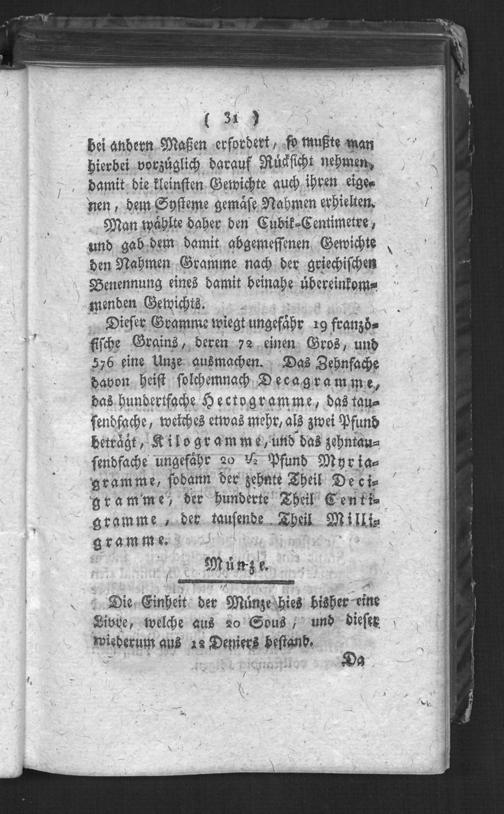 ( 31 )
bei andern Maßen erfordert, so mußte man
hierbei vorzüglich darauf Rücksicht nehmen,
damit die kleinsten Gewichte auch ihren eige-
nen, dem Systeme gemäse Nahmen erhielten.
Man wählte daher den Cubik-Centimetre,
und gab dem damit abgemessenen Gewichte
den Nahmen Gramme nach der griechischen
Benennung eines damit beinahe übereinkom-
menden Gewichts.
Dieser Gramme wiegt ungefähr 19 franzö-
sische Grains, deren 72 einen Gros, und
576 eine Unze ausmachen. Das Zehnfache
davon heist solchemnach Decagramme,
das hundertfache Hectogramme, das tau-
sendfache, welches etwas mehr, als zwei Pfund
beträgt, Kilogramme, und das zehntau-
sendfache ungefähr 20 1/2 Pfund Myria-
gramme, sodann der zehnte Theil Deci-
gramme, der hunderte Theil Centi-
gramme, der tausende Theil Milli-
gramme.
Münze.
Die Einheit der Münze hies bisher eine
Livre, welche aus 20 Sous, und dieser
wiederum aus 12 Deniers bestand.
Da